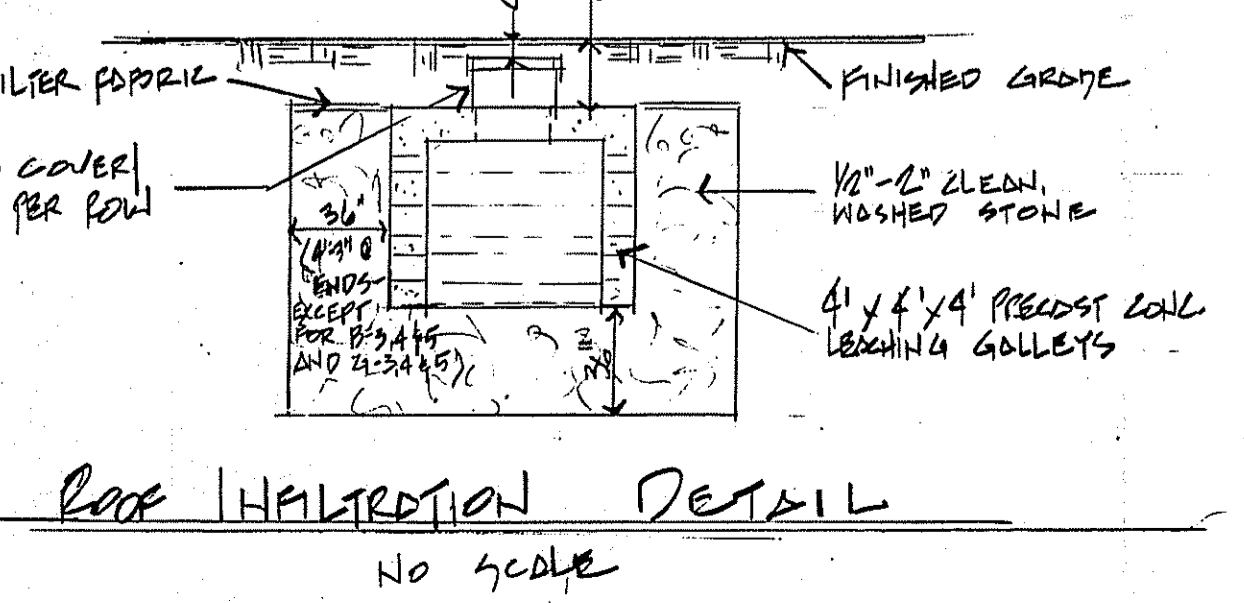 FILTER FABRIC
FINISHED GRADE
COVER/
PER ROW
1/2"-2" CLEAN,
WASHED STONE
36"
(4'-3" @
ENDS-
EXCEPT
FOR B-3,4 & 5
AND Z1-3,4 & 5)
36"
4' x 4' x 4' PRECAST CONC.
LEACHING GALLEYS
ROOF INFILTRATION DETAIL
NO SCALE